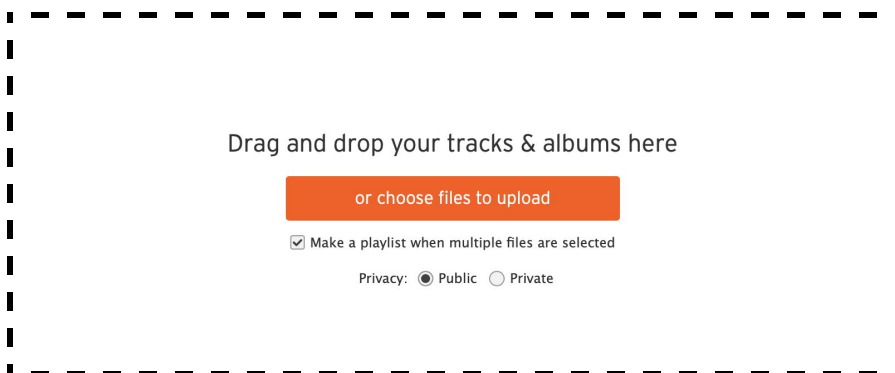 Drag and drop your tracks & albums here
or choose files to upload
Make a playlist when multiple files are selected
Privacy: Public Private